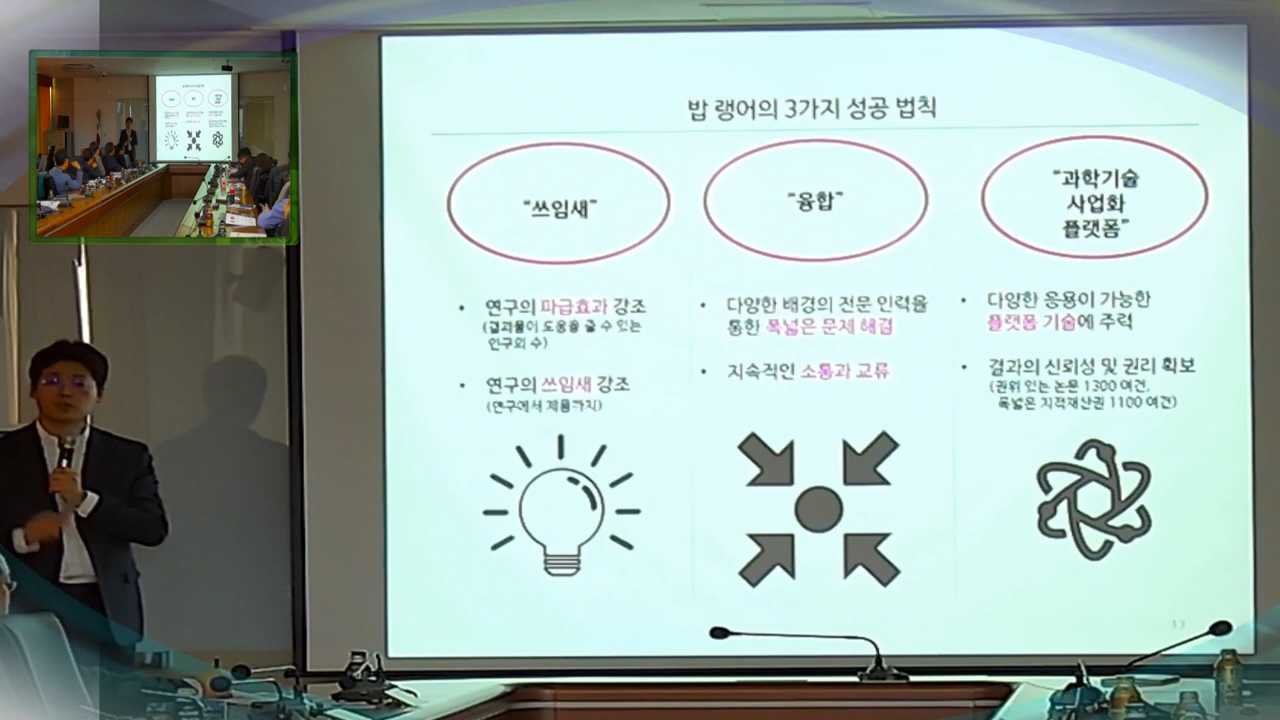 밥 랭어의 3가지 성공 법칙
“쓰임새”
• 연구의 파급효과 강조
(결과물이 도움을 줄 수 있는
인구의 수)
• 연구의 쓰임새 강조
(연구에서 제품까지)
“융합”
• 다양한 배경의 전문 인력을
통한 폭넓은 문제 해결
• 지속적인 소통과 교류
“과학기술
사업화
플랫폼”
• 다양한 응용이 가능한
플랫폼 기술에 주력
• 결과의 신뢰성 및 권리 확보
(권위 있는 논문 1300 여건,
폭넓은 지적재산권 1100 여건)
13